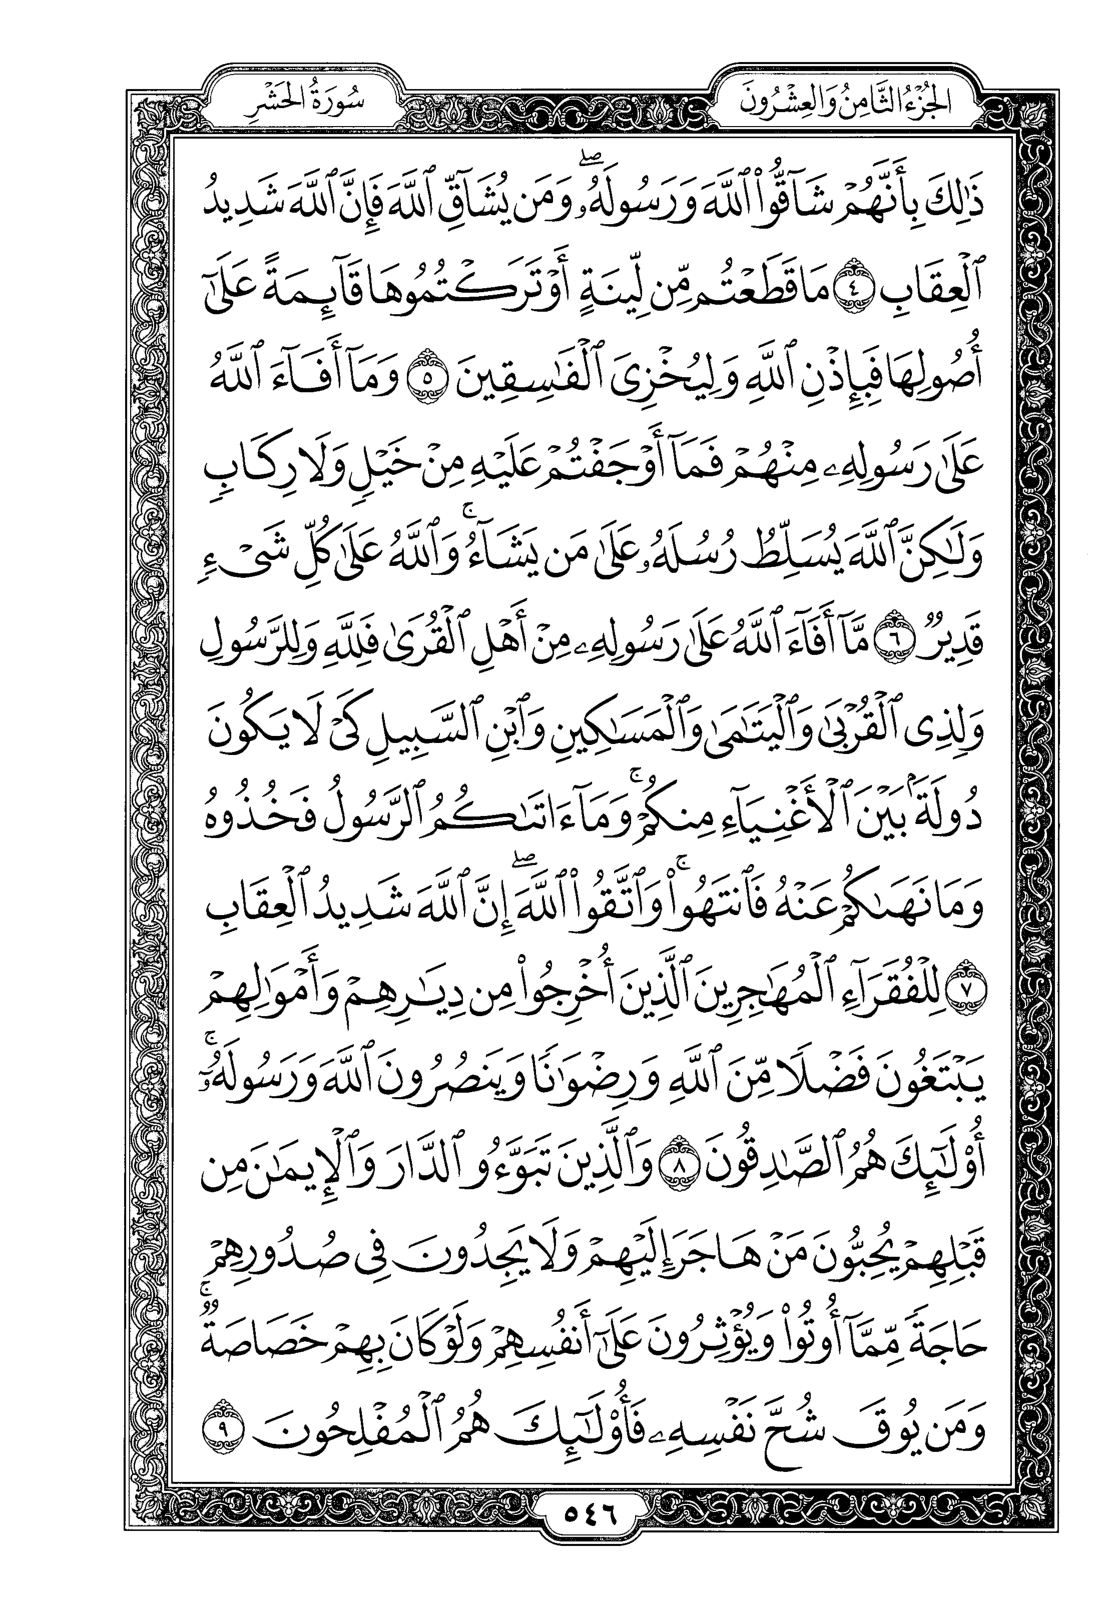 الجُزْءُ الثَّامِنُ وَالعِشْرُونَ
سُورَةُ الحَشْرِ
ذَٰلِكَ بِأَنَّهُمْ شَآقُّوا۟ ٱللَّهَ وَرَسُولَهُۥ ۖ وَمَن يُشَآقِّ ٱللَّهَ فَإِنَّ ٱللَّهَ شَدِيدُ
ٱلْعِقَابِ ٤ مَا قَطَعْتُم مِّن لِّينَةٍ أَوْ تَرَكْتُمُوهَا قَآئِمَةً عَلَىٰٓ
أُصُولِهَا فَبِإِذْنِ ٱللَّهِ وَلِيُخْزِىَ ٱلْفَـٰسِقِينَ ٥ وَمَآ أَفَآءَ ٱللَّهُ
عَلَىٰ رَسُولِهِۦ مِنْهُمْ فَمَآ أَوْجَفْتُمْ عَلَيْهِ مِنْ خَيْلٍ وَلَا رِكَابٍ
وَلَـٰكِنَّ ٱللَّهَ يُسَلِّطُ رُسُلَهُۥ عَلَىٰ مَن يَشَآءُ ۚ وَٱللَّهُ عَلَىٰ كُلِّ شَىْءٍ
قَدِيرٌ ٦ مَّآ أَفَآءَ ٱللَّهُ عَلَىٰ رَسُولِهِۦ مِنْ أَهْلِ ٱلْقُرَىٰ فَلِلَّهِ وَلِلرَّسُولِ
وَلِذِى ٱلْقُرْبَىٰ وَٱلْيَتَـٰمَىٰ وَٱلْمَسَـٰكِينِ وَٱبْنِ ٱلسَّبِيلِ كَىْ لَا يَكُونَ
دُولَةًۢ بَيْنَ ٱلْأَغْنِيَآءِ مِنكُمْ ۚ وَمَآ ءَاتَىٰكُمُ ٱلرَّسُولُ فَخُذُوهُ
وَمَا نَهَىٰكُمْ عَنْهُ فَٱنتَهُوا۟ ۚ وَٱتَّقُوا۟ ٱللَّهَ ۖ إِنَّ ٱللَّهَ شَدِيدُ ٱلْعِقَابِ
٧ لِلْفُقَرَآءِ ٱلْمُهَـٰجِرِينَ ٱلَّذِينَ أُخْرِجُوا۟ مِن دِيَـٰرِهِمْ وَأَمْوَٰلِهِمْ
يَبْتَغُونَ فَضْلًا مِّنَ ٱللَّهِ وَرِضْوَٰنًا وَيَنصُرُونَ ٱللَّهَ وَرَسُولَهُۥٓ ۚ
أُو۟لَـٰٓئِكَ هُمُ ٱلصَّـٰدِقُونَ ٨ وَٱلَّذِينَ تَبَوَّءُو ٱلدَّارَ وَٱلْإِيمَـٰنَ مِن
قَبْلِهِمْ يُحِبُّونَ مَنْ هَاجَرَ إِلَيْهِمْ وَلَا يَجِدُونَ فِى صُدُورِهِمْ
حَاجَةً مِّمَّآ أُوتُوا۟ وَيُؤْثِرُونَ عَلَىٰٓ أَنفُسِهِمْ وَلَوْ كَانَ بِهِمْ خَصَاصَةٌ ۚ
وَمَن يُوقَ شُحَّ نَفْسِهِۦ فَأُو۟لَـٰٓئِكَ هُمُ ٱلْمُفْلِحُونَ ٩
٥٤٦